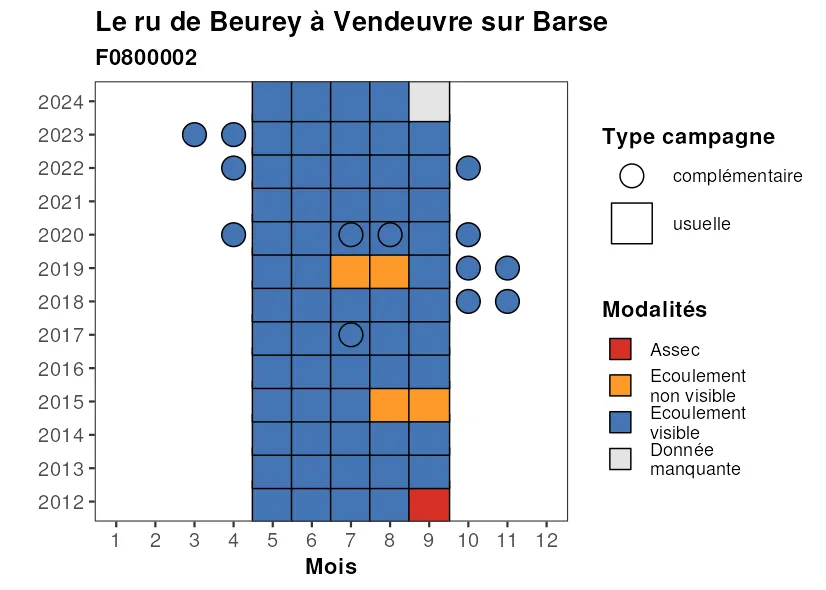 Le ru de Beurey à Vendeuvre sur Barse
F0800002
2024
2023
2022
2021
2020
2019
2018
2017
2016
2015
2014
2013
2012
1 2 3 4 5 6 7 8 9 10 11 12
Mois
Type campagne
complémentaire
usuelle
Modalités
Assec
Ecoulement
non visible
Ecoulement
visible
Donnée
manquante